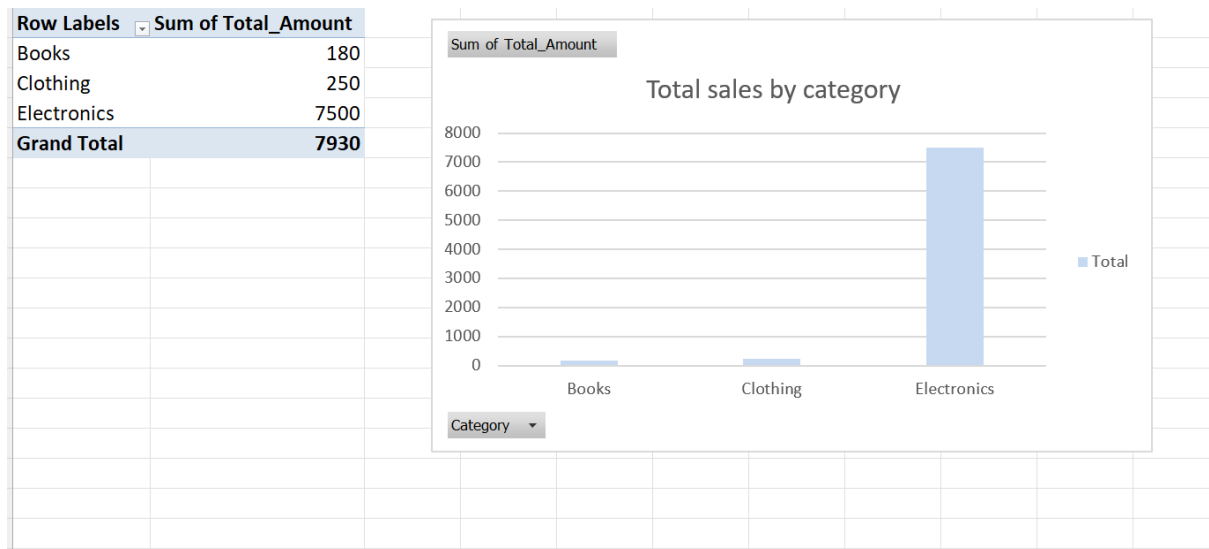 Row Labels Sum of Total_Amount
Books 180
Clothing 250
Electronics 7500
Grand Total 7930
Sum of Total_Amount
Total sales by category
8000
7000
6000
5000
4000
3000
2000
1000
0
Books Clothing Electronics
Total
Category